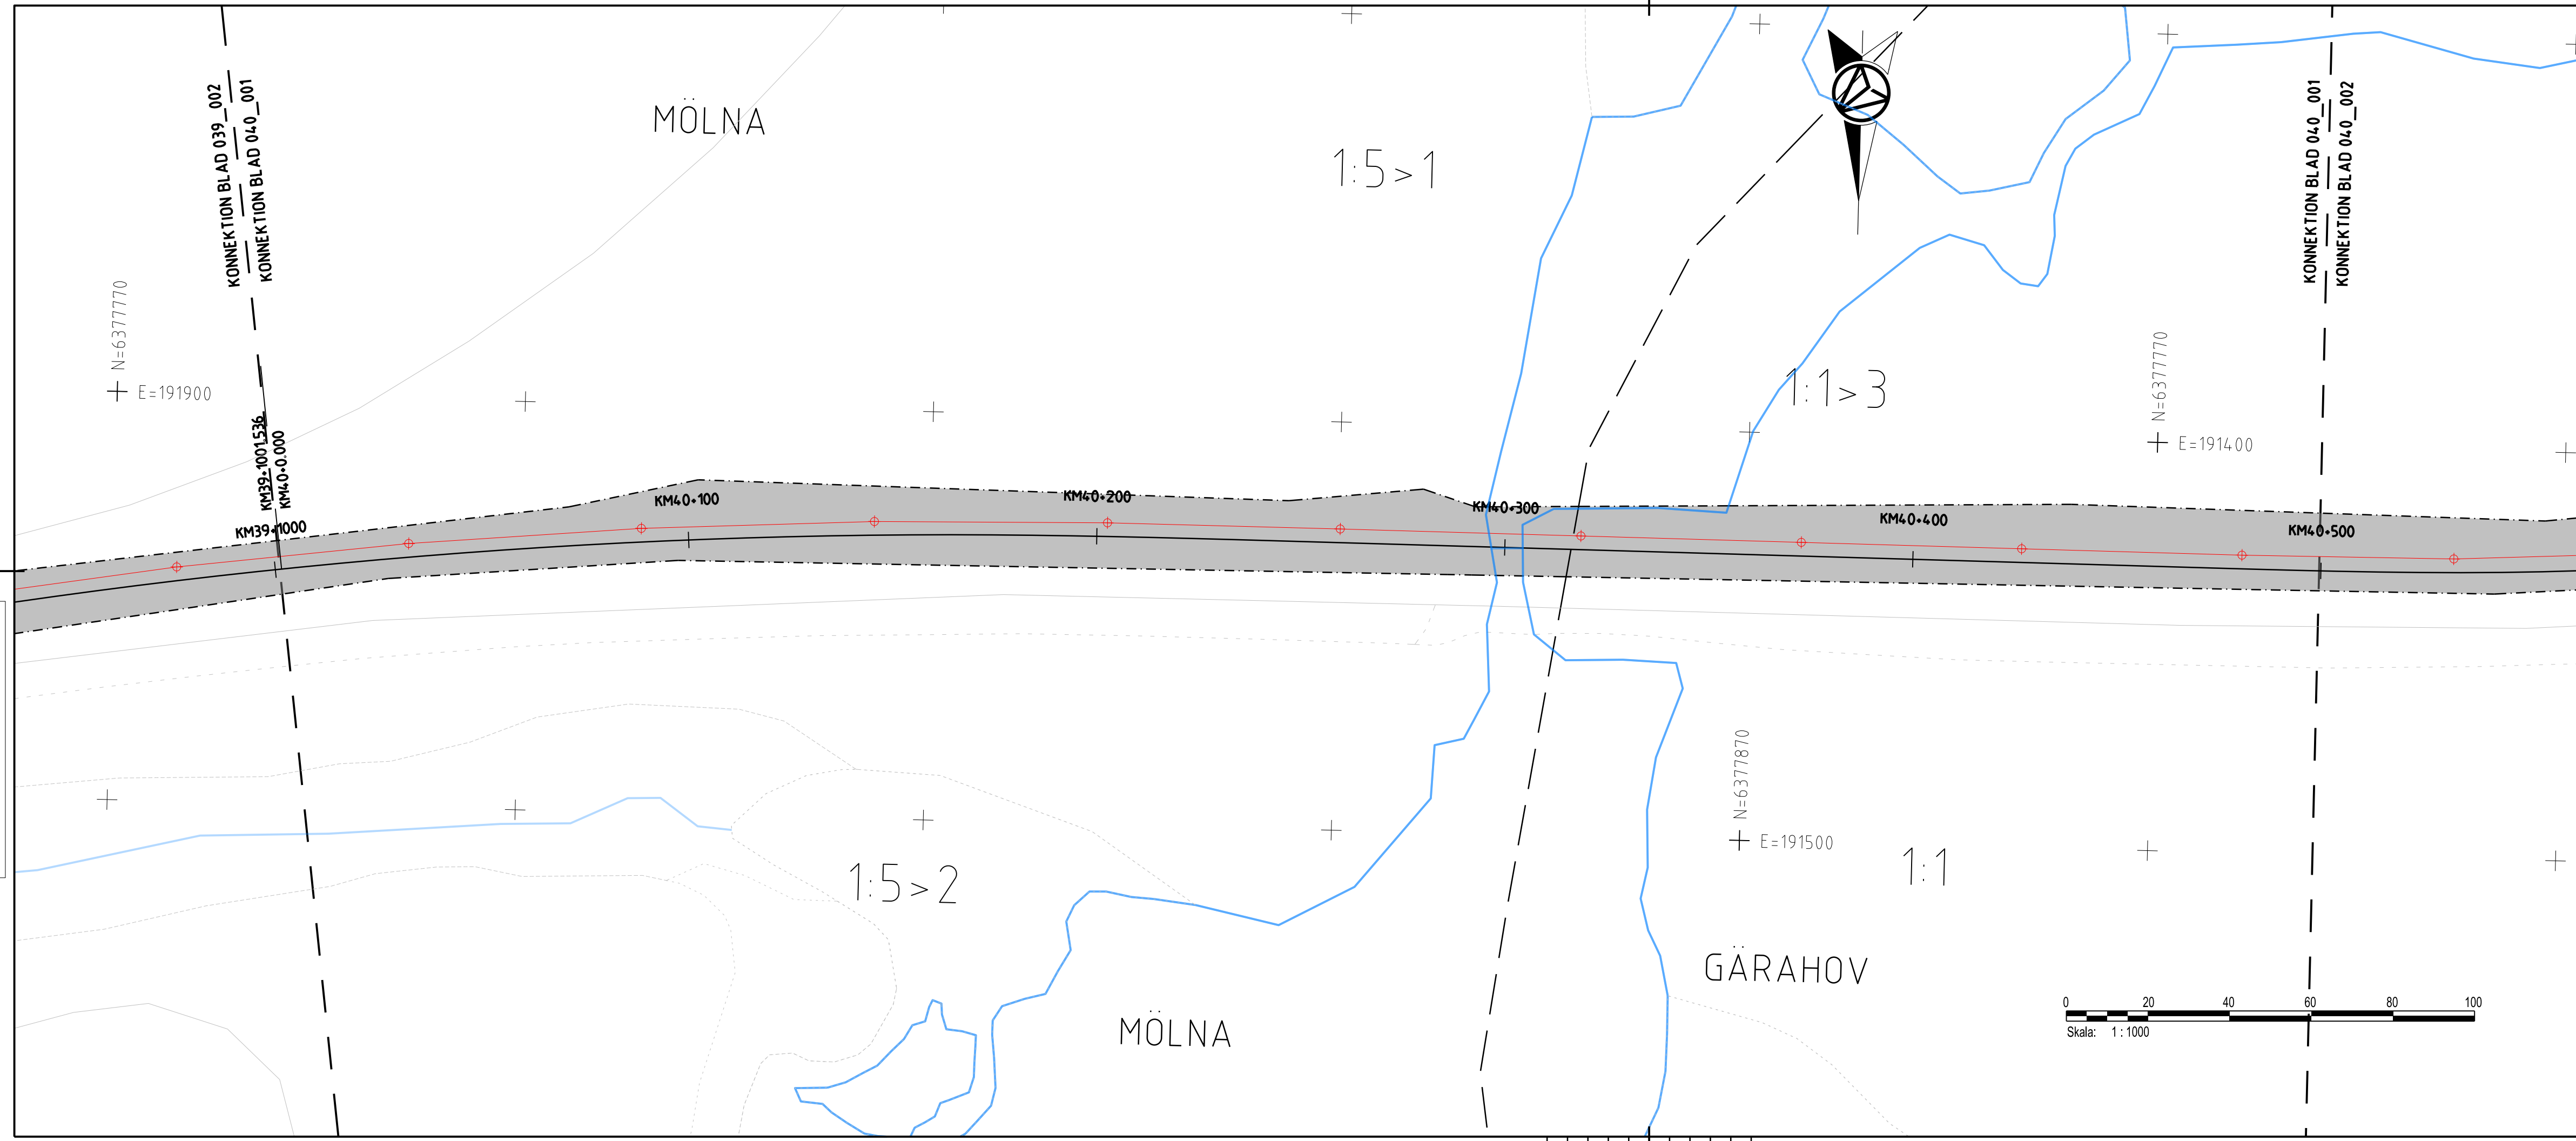 KONNEKTION BLAD 039_002
KONNEKTION BLAD 040_001
MÖLNA
1:5>1
KONNEKTION BLAD 040_001
KONNEKTION BLAD 040_002
N=6377770
E=191900
1:1>3
N=6377770
E=191400
KM39+1001.536
KM40+0.000
KM39+1000
KM40+100
KM40+200
KM40+300
KM40+400
KM40+500
N=6377870
E=191500
1:5>2
1:1
GÄRAHOV
MÖLNA
0 20 40 60 80 100
Skala: 1 : 1000